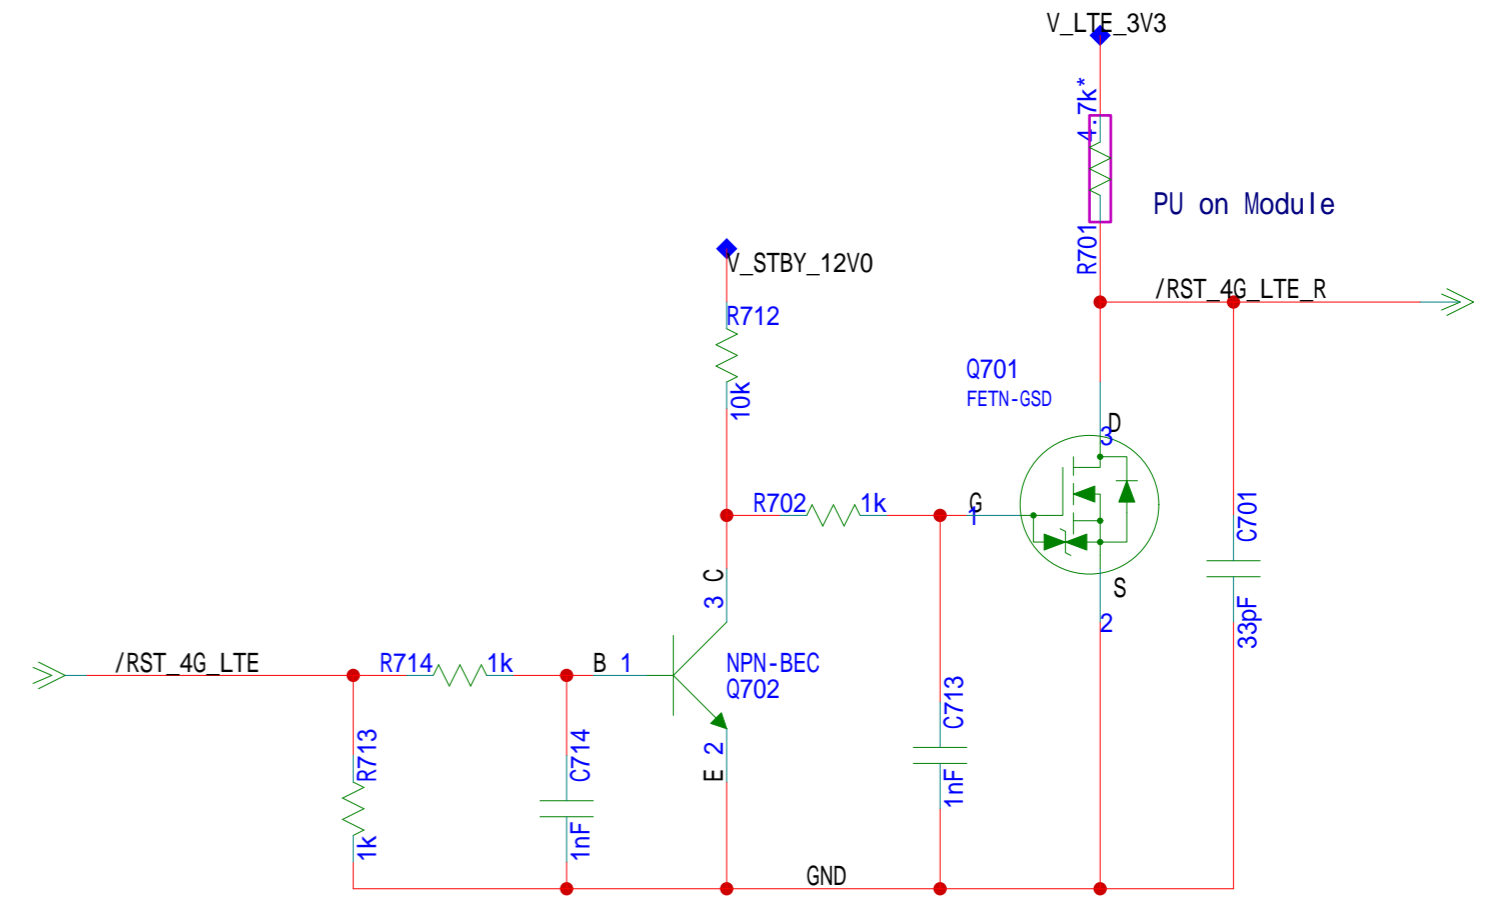 V_LTE_3V3
4.7k*
PU on Module
R701
V_STBY_12V0
/RST_4G_LTE_R
R712
Q701
FETN-GSD
10k
D
3
R702
1k
G
1
C701
S
33pF
2
C
3
/RST_4G_LTE
R714
1k
B
1
NPN-BEC
Q702
C713
R713
C714
2
E
1nF
1k
1nF
GND